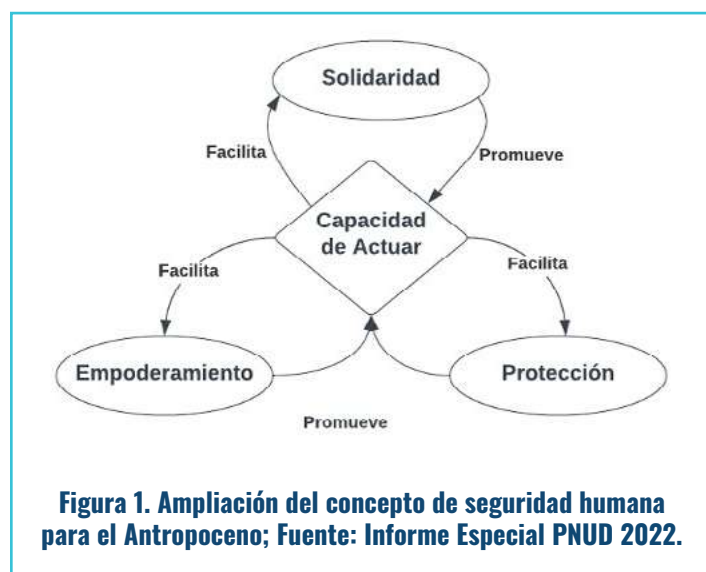 Solidaridad
Facilita
Promueve
Capacidad
de Actuar
Facilita
Facilita
Empoderamiento
Protección
Promueve
Figura 1. Ampliación del concepto de seguridad humana
para el Antropoceno; Fuente: Informe Especial PNUD 2022.